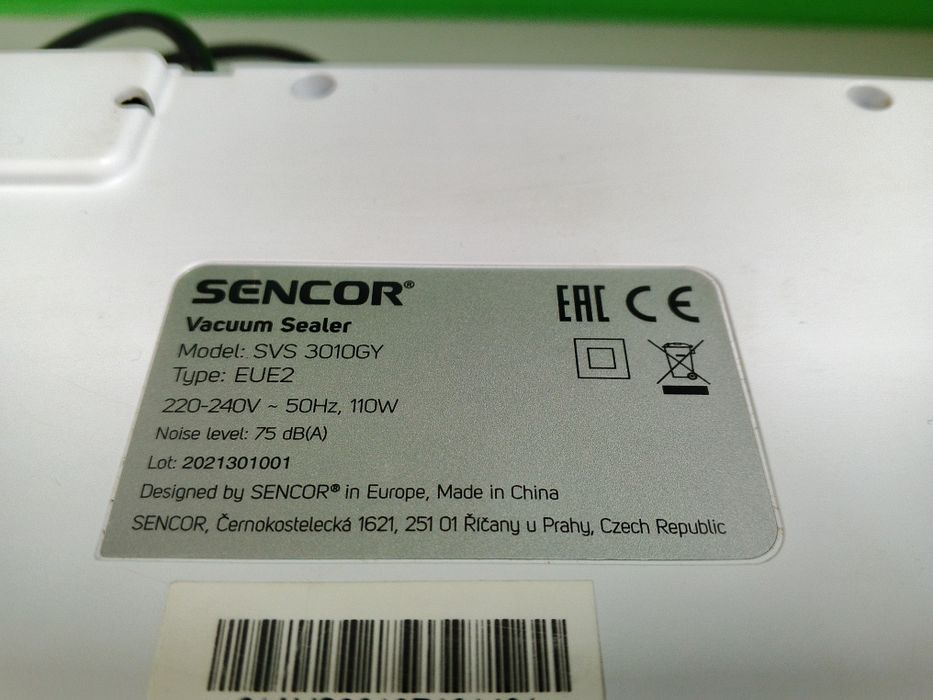 SENCOR®
EAC CE
Vacuum Sealer
Model: SVS 3010GY
Type: EUE2
220-240V ~ 50Hz, 110W
Noise level: 75 dB(A)
Lot: 2021301001
Designed by SENCOR® in Europe, Made in China
SENCOR, Černokostelecká 1621, 251 01 Říčany u Prahy, Czech Republic